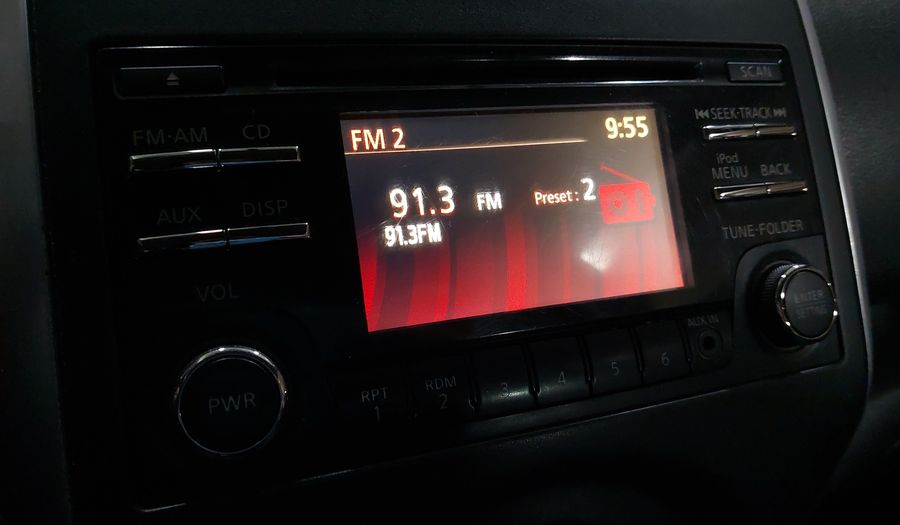 SCAN
FM·AM CD
SEEK·TRACK
FM 2 9:55
iPod
MENU BACK
91.3 FM Preset : 2
91.3FM
AUX DISP
TUNE·FOLDER
VOL
ENTER
SETTING
AUX IN
PWR
RPT
1
RDM
2
3
4
5
6